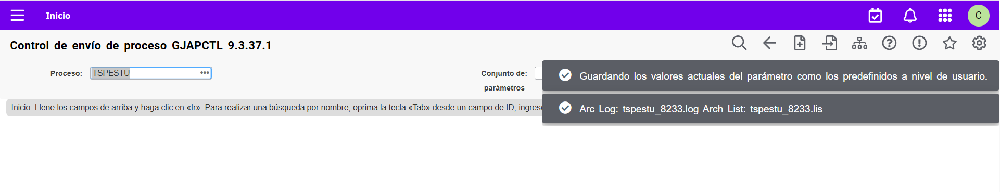 Inicio
C
Control de envío de proceso GJAPCTL 9.3.37.1
Proceso: TSPESTU
Conjunto de:
parámetros
Guardando los valores actuales del parámetro como los predefinidos a nivel de usuario.
Inicio: Llene los campos de arriba y haga clic en «Ir». Para realizar una búsqueda por nombre, oprima la tecla «Tab» desde un campo de ID, ingres
Arc Log: tspestu_8233.log Arch List: tspestu_8233.lis